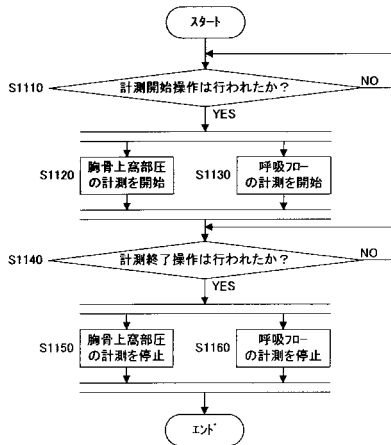 スタート
S1110
計測開始操作は行われたか？
NO
YES
S1120
胸骨上窩部圧
の計測を開始
S1130
呼吸フロー
の計測を開始
S1140
計測終了操作は行われたか？
NO
YES
S1150
胸骨上窩部圧
の計測を停止
S1160
呼吸フロー
の計測を停止
エンド